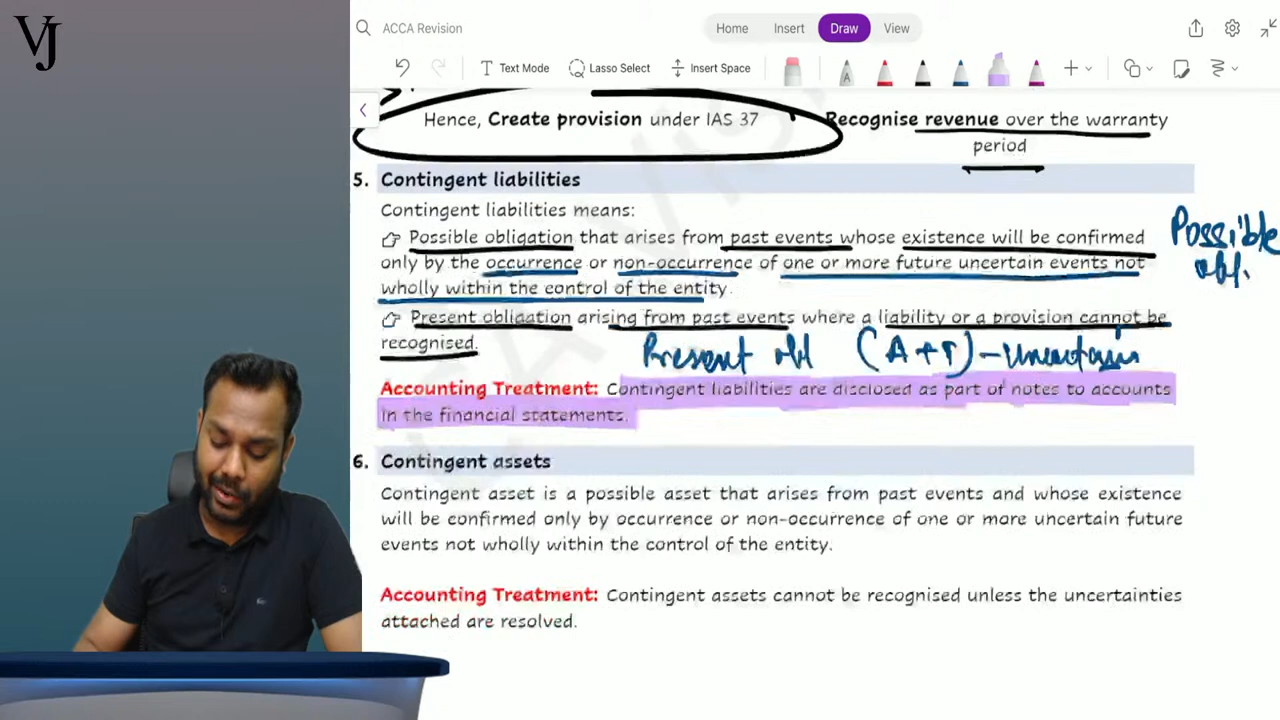 VJ
ACCA Revision
Home Insert Draw View
Text Mode Lasso Select Insert Space
Hence, Create provision under IAS 37
Recognise revenue over the warranty
period
5. Contingent liabilities
Contingent liabilities means:
Possible obligation that arises from past events whose existence will be confirmed
only by the occurrence or non-occurrence of one or more future uncertain events not
wholly within the control of the entity.
Possible
obl.
Present obligation arising from past events where a liability or a provision cannot be
recognised.
Present obl (A+T) - Uncertain
Accounting Treatment: Contingent liabilities are disclosed as part of notes to accounts
in the financial statements.
6. Contingent assets
Contingent asset is a possible asset that arises from past events and whose existence
will be confirmed only by occurrence or non-occurrence of one or more uncertain future
events not wholly within the control of the entity.
Accounting Treatment: Contingent assets cannot be recognised unless the uncertainties
attached are resolved.